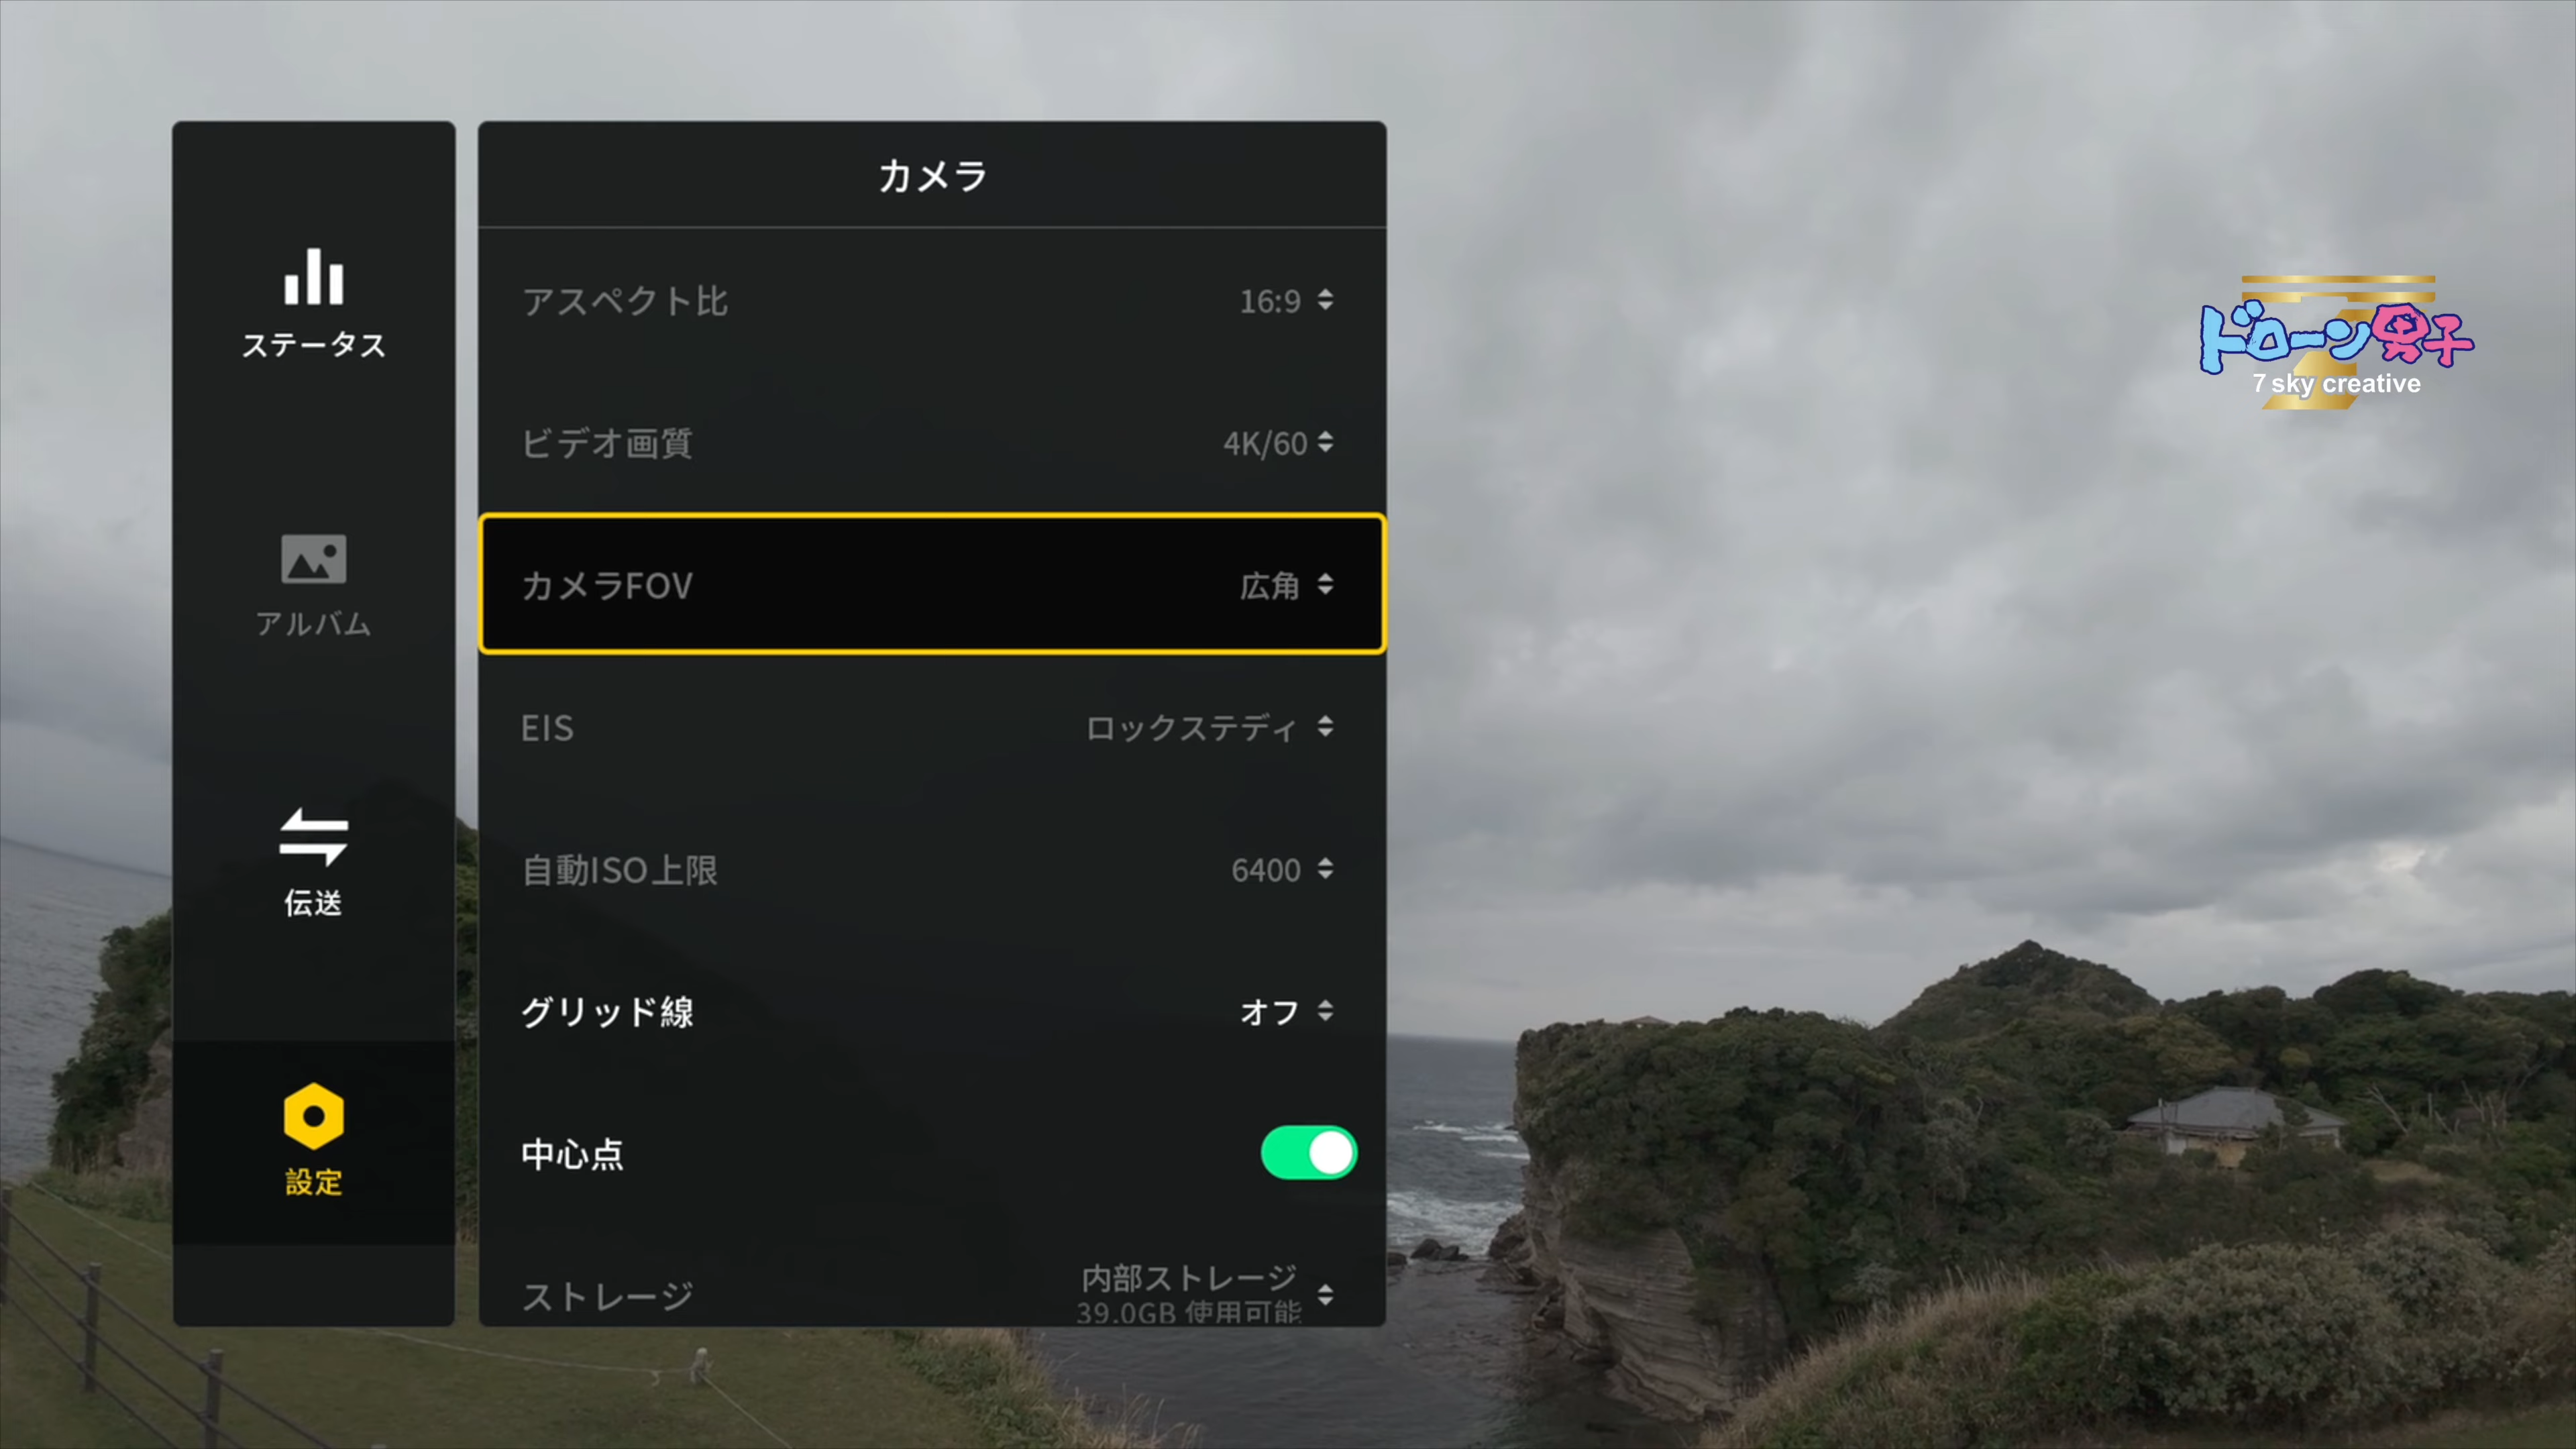 カメラ
ステータス
アルバム
伝送
設定
アスペクト比 16:9
ビデオ画質 4K/60
カメラFOV 広角
EIS ロックステディ
自動ISO上限 6400
グリッド線 オフ
中心点
ストレージ 内部ストレージ
39.0GB 使用可能
ドローン男子
7 sky creative